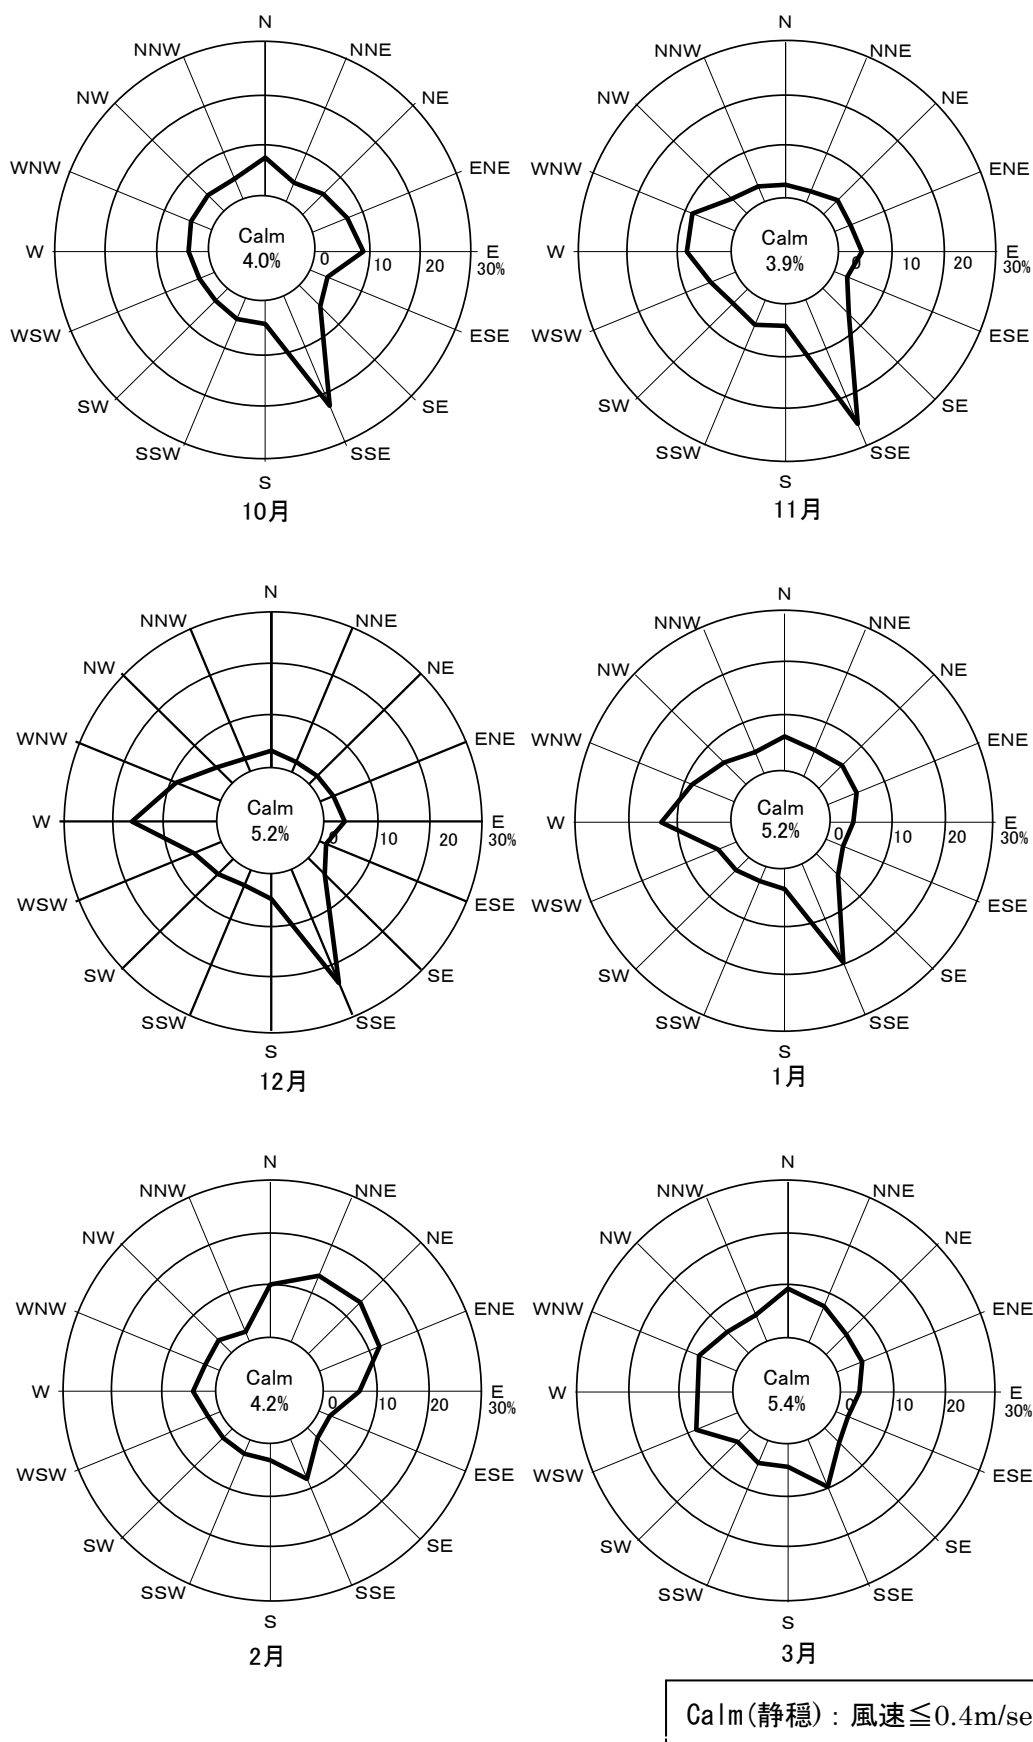 N
NNW NNE
NW NE
WNW ENE
W Calm 4.0% 0 10 20 30% E
WSW ESE
SW SE
SSW SSE
S
10月
N
NNW NNE
NW NE
WNW ENE
W Calm 3.9% 0 10 20 30% E
WSW ESE
SW SE
SSW SSE
S
11月
N
NNW NNE
NW NE
WNW ENE
W Calm 5.2% 0 10 20 30% E
WSW ESE
SW SE
SSW SSE
S
12月
N
NNW NNE
NW NE
WNW ENE
W Calm 5.2% 0 10 20 30% E
WSW ESE
SW SE
SSW SSE
S
1月
N
NNW NNE
NW NE
WNW ENE
W Calm 4.2% 0 10 20 30% E
WSW ESE
SW SE
SSW SSE
S
2月
N
NNW NNE
NW NE
WNW ENE
W Calm 5.4% 0 10 20 30% E
WSW ESE
SW SE
SSW SSE
S
3月
Calm(静穏)：風速≦0.4m/se